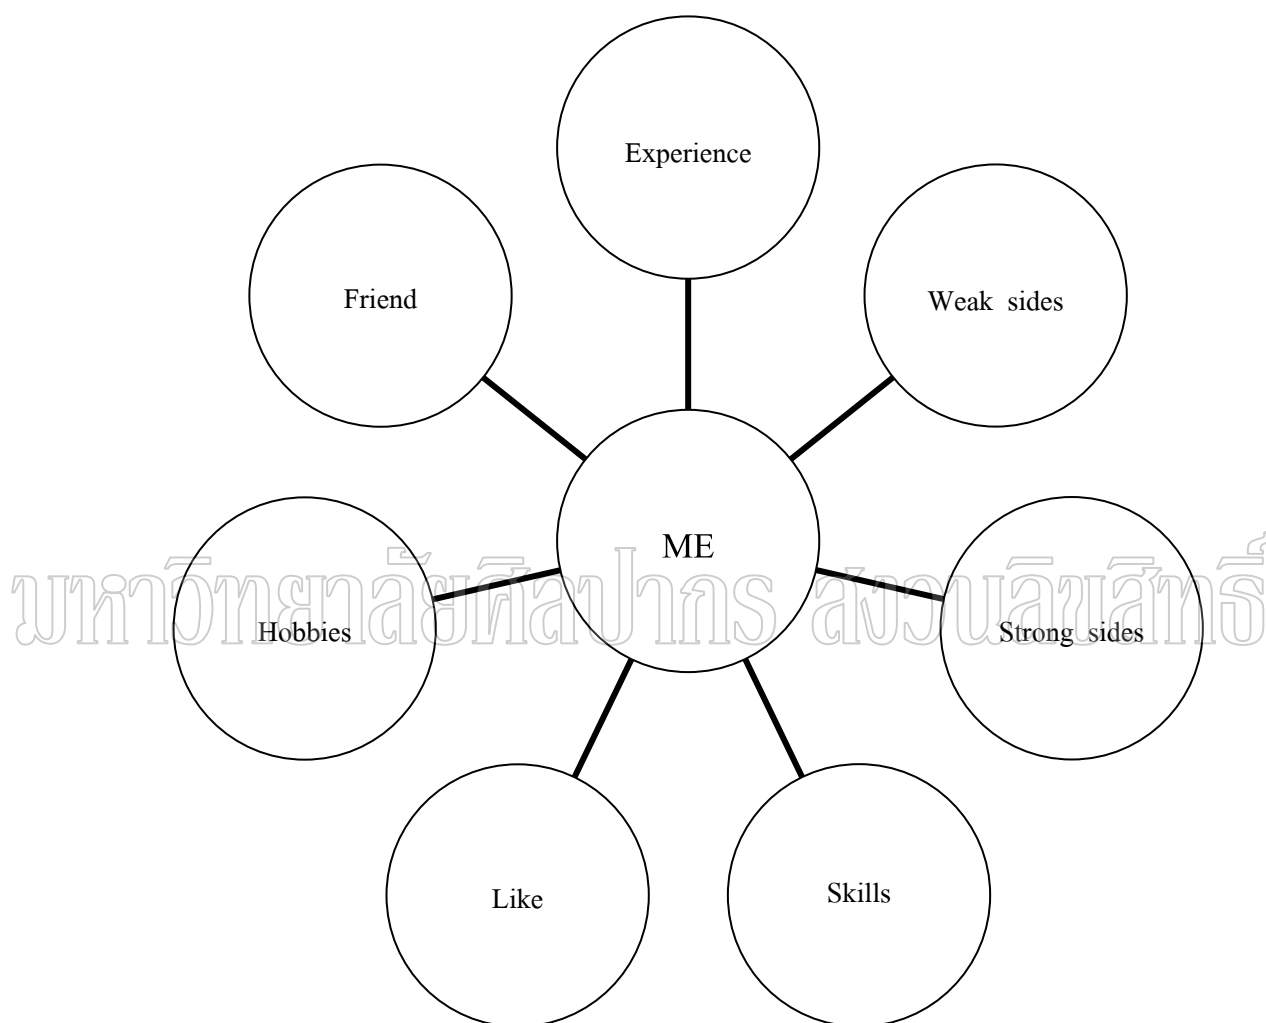 Experience
Friend
Weak sides
ME
มหาวิทยาลัยศิลปากร สงวนลิขสิทธิ์
Hobbies
Strong sides
Like
Skills